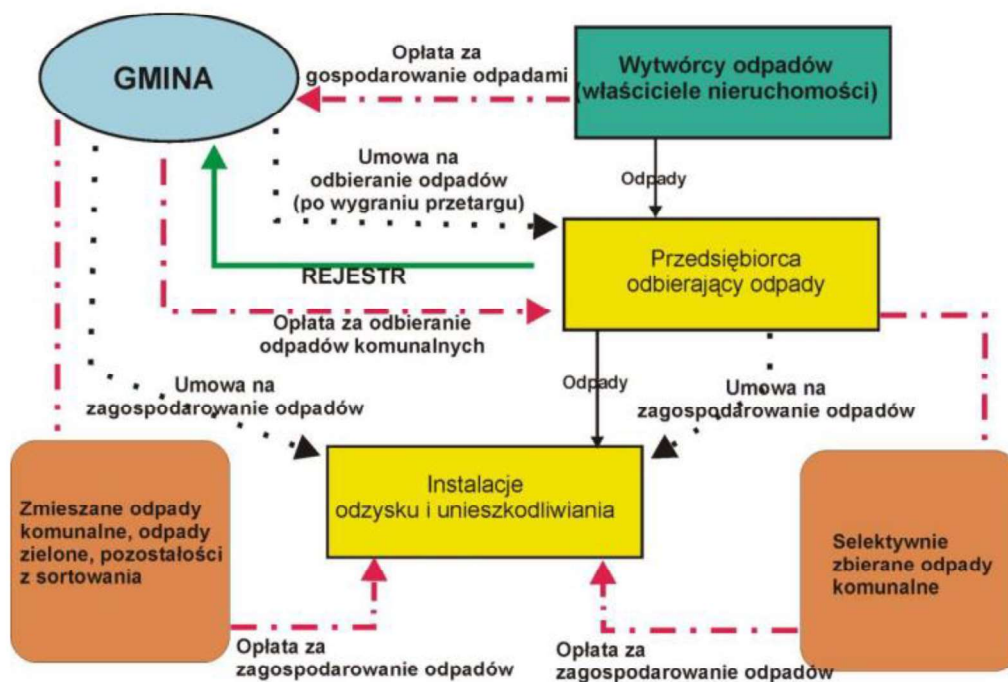 GMINA
Opłata za
gospodarowanie odpadami
Wytwórcy odpadów
(właściciele nieruchomości)
Umowa na
odbieranie odpadów
(po wygraniu przetargu)
Odpady
Przedsiębiorca
odbierający odpady
REJESTR
Opłata za odbieranie
odpadów komunalnych
Umowa na
zagospodarowanie odpadów
Odpady
Umowa na
zagospodarowanie odpadów
Zmieszane odpady
komunalne, odpady
zielone, pozostałości
z sortowania
Instalacje
odzysku i unieszkodliwiania
Selektywnie
zbierane odpady
komunalne
Opłata za
zagospodarowanie odpadów
Opłata za
zagospodarowanie odpadów